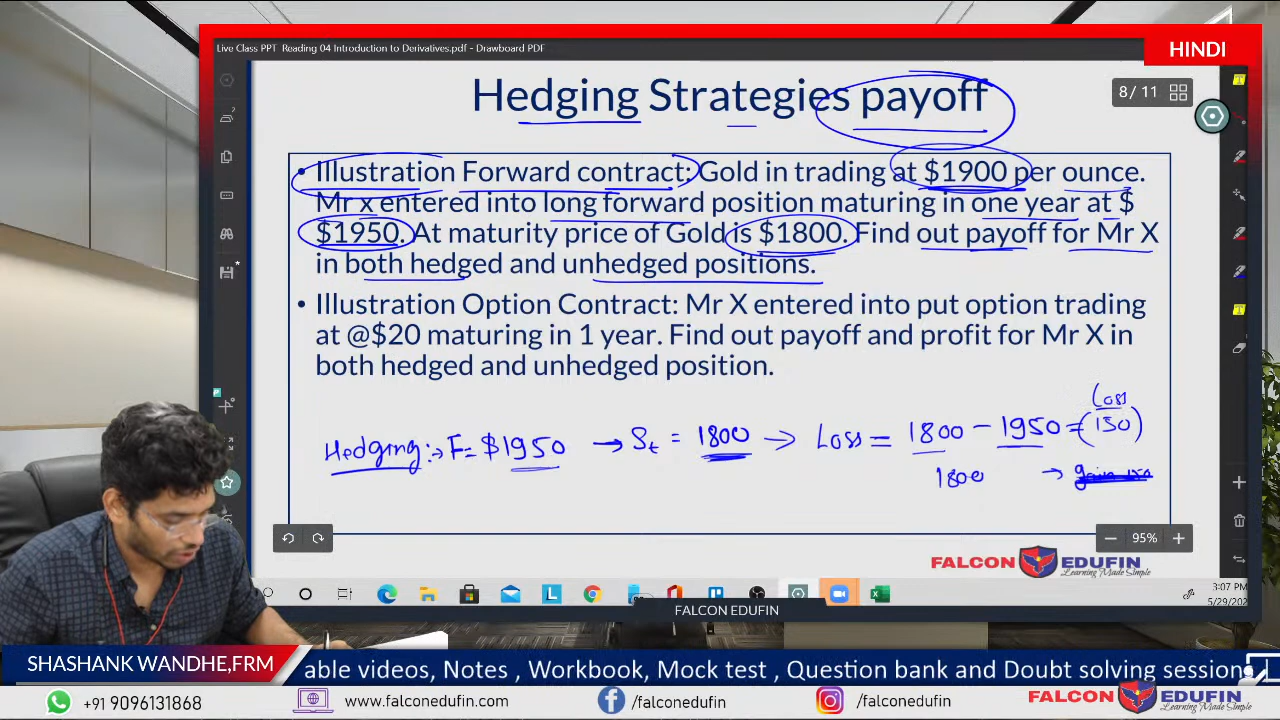 HINDI
Live Class PPT Reading 04 Introduction to Derivatives.pdf - Drawboard PDF
8 / 11
Hedging Strategies payoff
• Illustration Forward contract: Gold in trading at $1900 per ounce.
Mr x entered into long forward position maturing in one year at $
$1950. At maturity price of Gold is $1800. Find out payoff for Mr X
in both hedged and unhedged positions.
• Illustration Option Contract: Mr X entered into put option trading
at @$20 maturing in 1 year. Find out payoff and profit for Mr X in
both hedged and unhedged position.
Loss
Hedging :→ F= $1950 → St = 1800 → Loss = 1800 - 1950 = (150)
1800 →
95%
FALCON EDUFIN
Learning Made Simple
3:07 PM
5/29/202
FALCON EDUFIN
SHASHANK WANDHE,FRM
able videos, Notes , Workbook, Mock test , Question bank and Doubt solving session
+91 9096131868
www.falconedufin.com
/falconedufin
/falconedufin
FALCON EDUFIN
Learning Made Simple